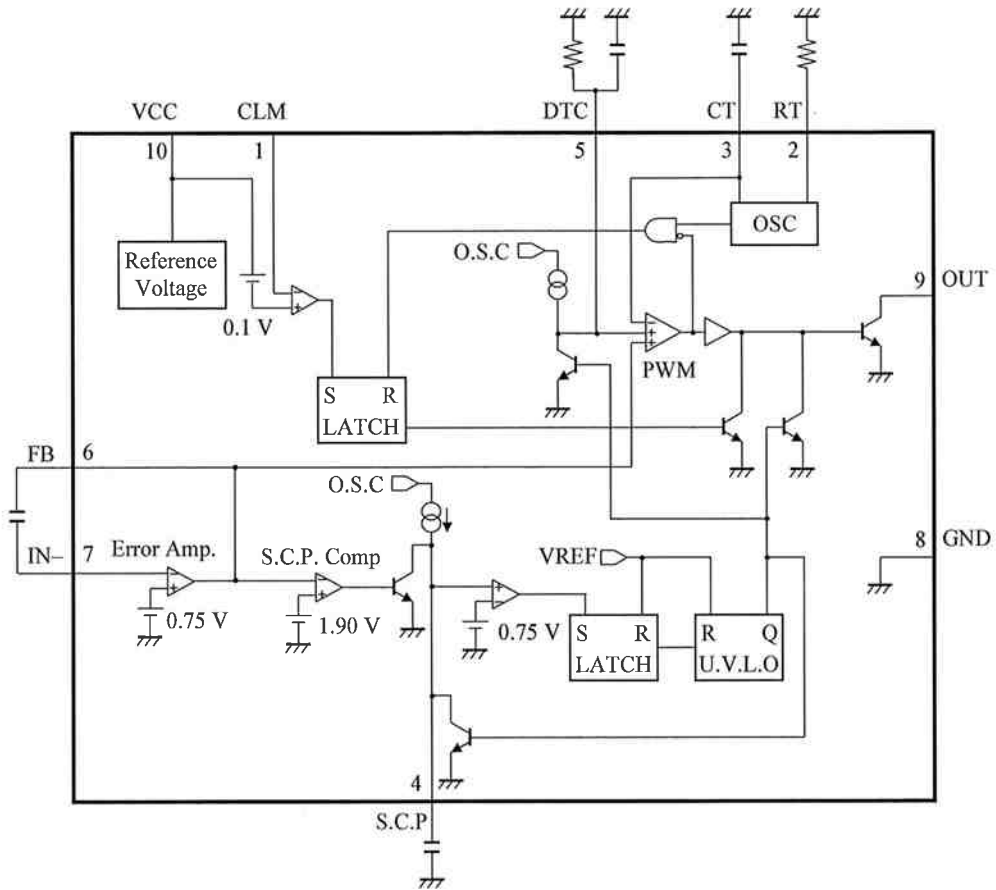 VCC
CLM
DTC
CT
RT
10
1
5
3
2
OSC
Reference
Voltage
O.S.C
9
OUT
0.1 V
PWM
S R
LATCH
FB
6
O.S.C
IN–
7
Error Amp.
S.C.P. Comp
VREF
8
GND
0.75 V
1.90 V
0.75 V
S R
LATCH
R Q
U.V.L.O
4
S.C.P